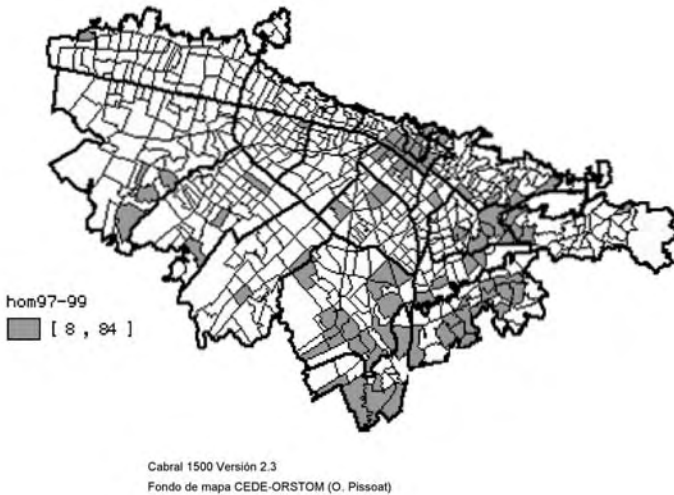 hom97-99
[ 8 , 84 ]
Cabral 1500 Versión 2.3
Fondo de mapa CEDE-ORSTOM (O. Pissoat)